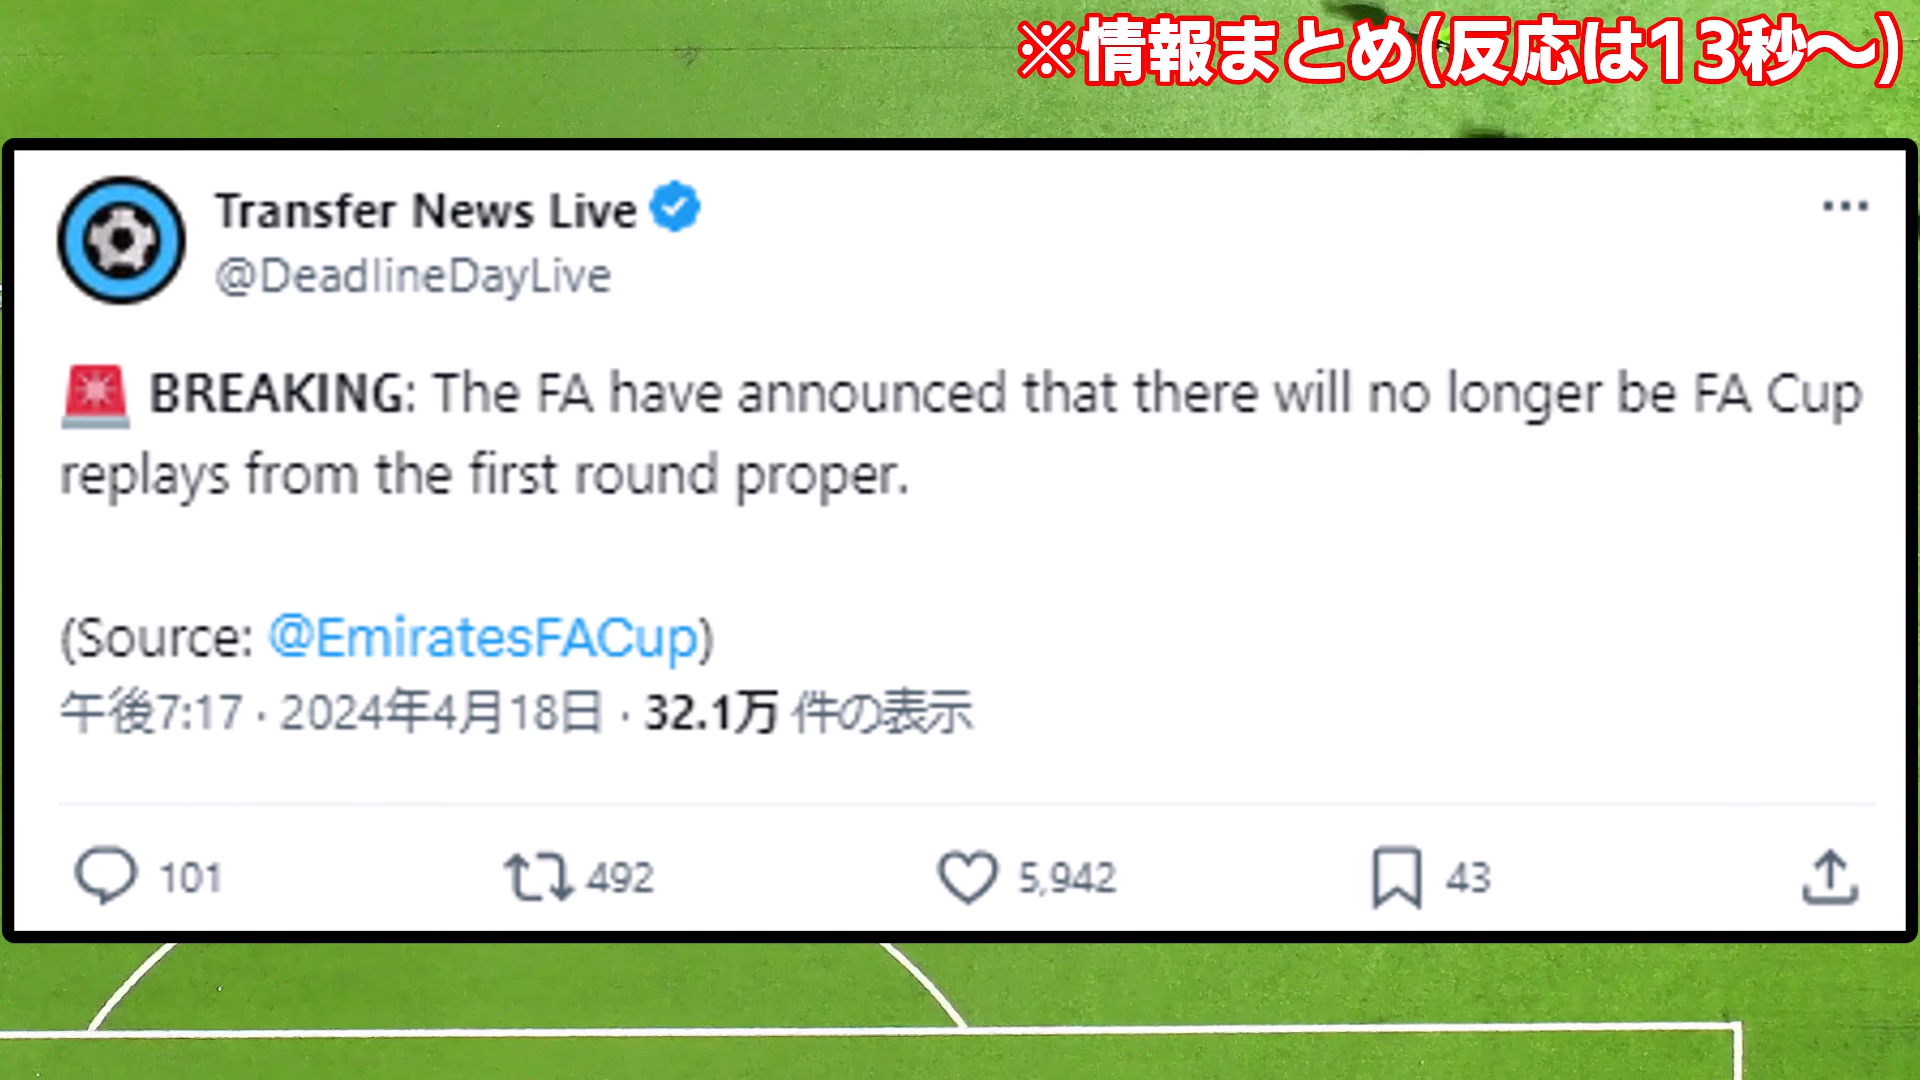 ※情報まとめ(反応は13秒～)
Transfer News Live
@DeadlineDayLive
BREAKING: The FA have announced that there will no longer be FA Cup
replays from the first round proper.
(Source: @EmiratesFACup)
午後7:17 · 2024年4月18日 · 32.1万 件の表示
101 492 5,942 43